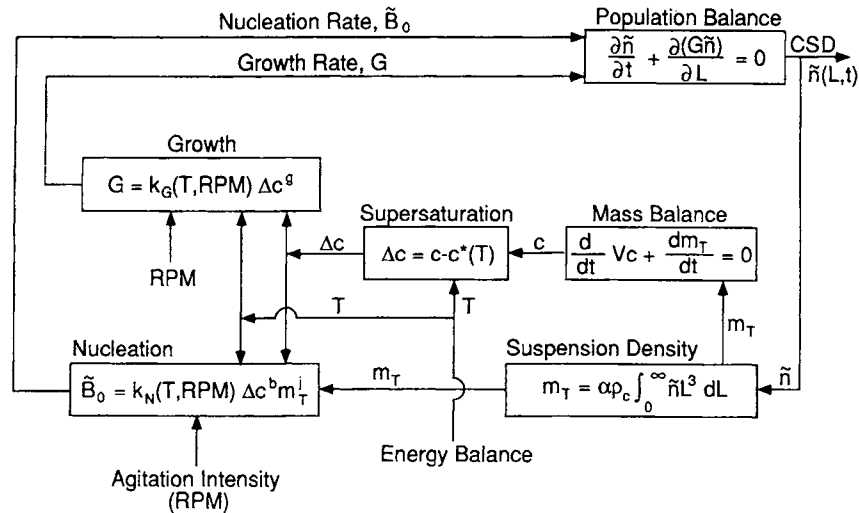 Nucleation Rate, B̃₀
Population Balance
∂ñ/∂t + ∂(Gñ)/∂L = 0
CSD
ñ(L,t)
Growth Rate, G
Growth
G = k_G(T,RPM) Δc^g
RPM
Supersaturation
Δc = c-c*(T)
Δc
c
Mass Balance
d/dt Vc + dm_T/dt = 0
T
T
m_T
Nucleation
B̃₀ = k_N(T,RPM) Δc^b m_T^j
m_T
Suspension Density
m_T = αρ_c ∫₀^∞ ñL³ dL
ñ
Energy Balance
Agitation Intensity
(RPM)